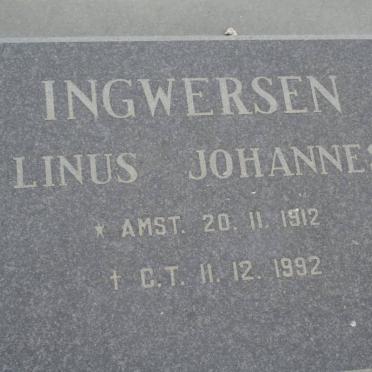 INGWERSEN
LINUS JOHANNES
* AMST. 20. 11. 1912
† C.T. 11. 12. 1992